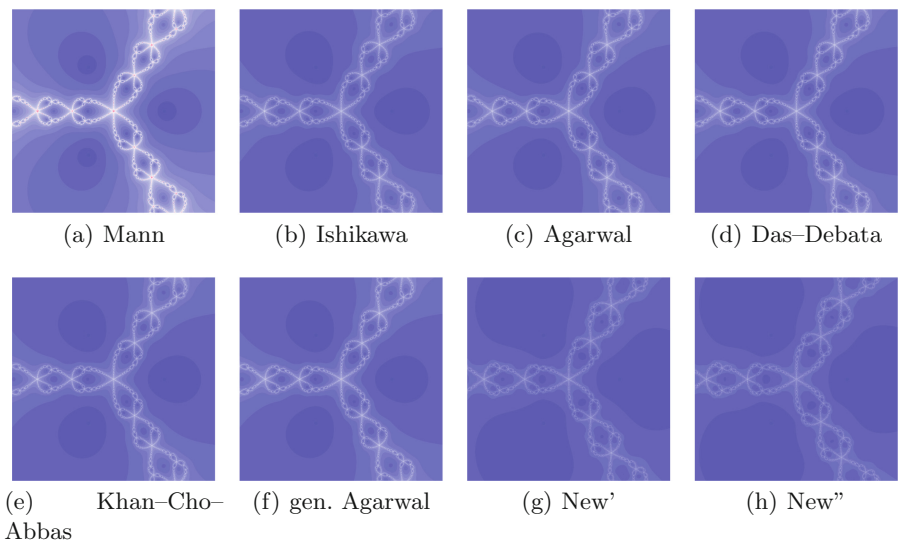 (a) Mann
(b) Ishikawa
(c) Agarwal
(d) Das–Debata
(e) Khan–Cho–
Abbas
(f) gen. Agarwal
(g) New'
(h) New”